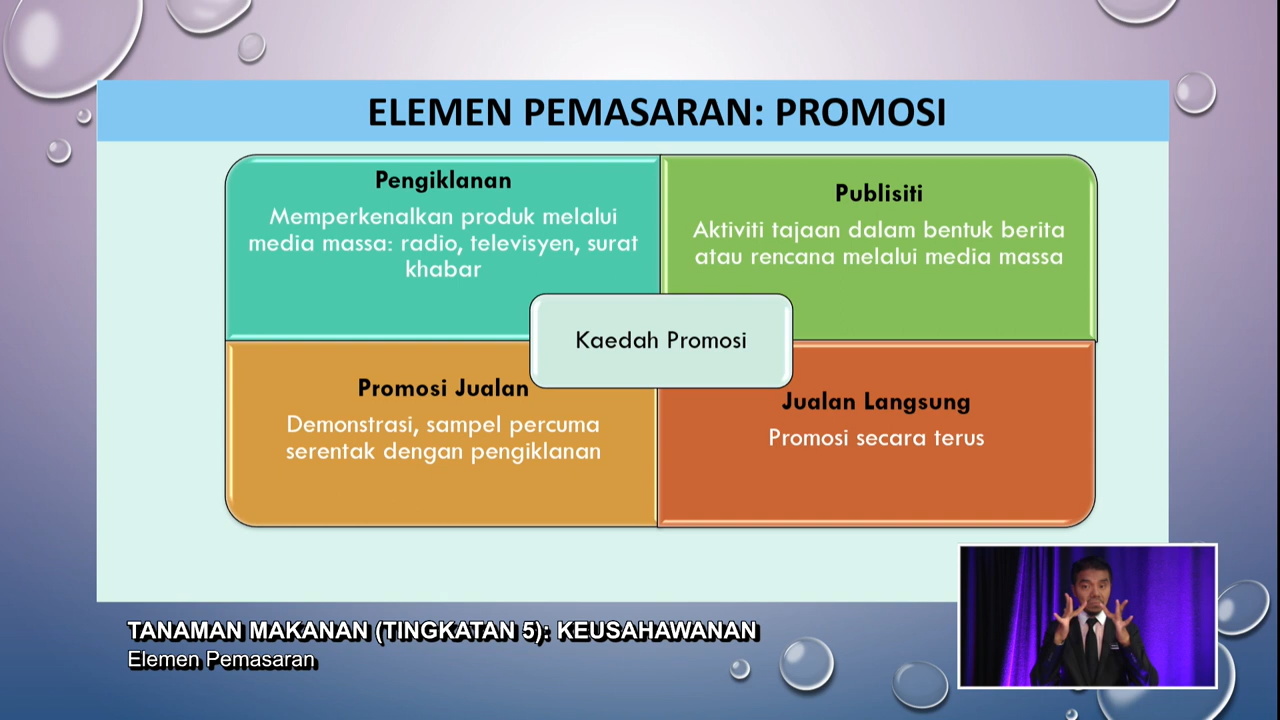 ELEMEN PEMASARAN: PROMOSI
Pengiklanan
Memperkenalkan produk melalui
media massa: radio, televisyen, surat
khabar
Publisiti
Aktiviti tajaan dalam bentuk berita
atau rencana melalui media massa
Kaedah Promosi
Promosi Jualan
Demonstrasi, sampel percuma
serentak dengan pengiklanan
Jualan Langsung
Promosi secara terus
TANAMAN MAKANAN (TINGKATAN 5): KEUSAHAWANAN
Elemen Pemasaran